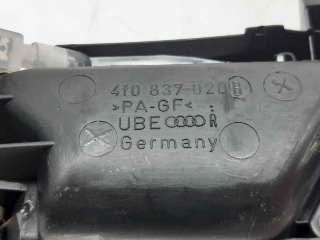 4F0 837 020
>PA-GF<
UBE R
Germany